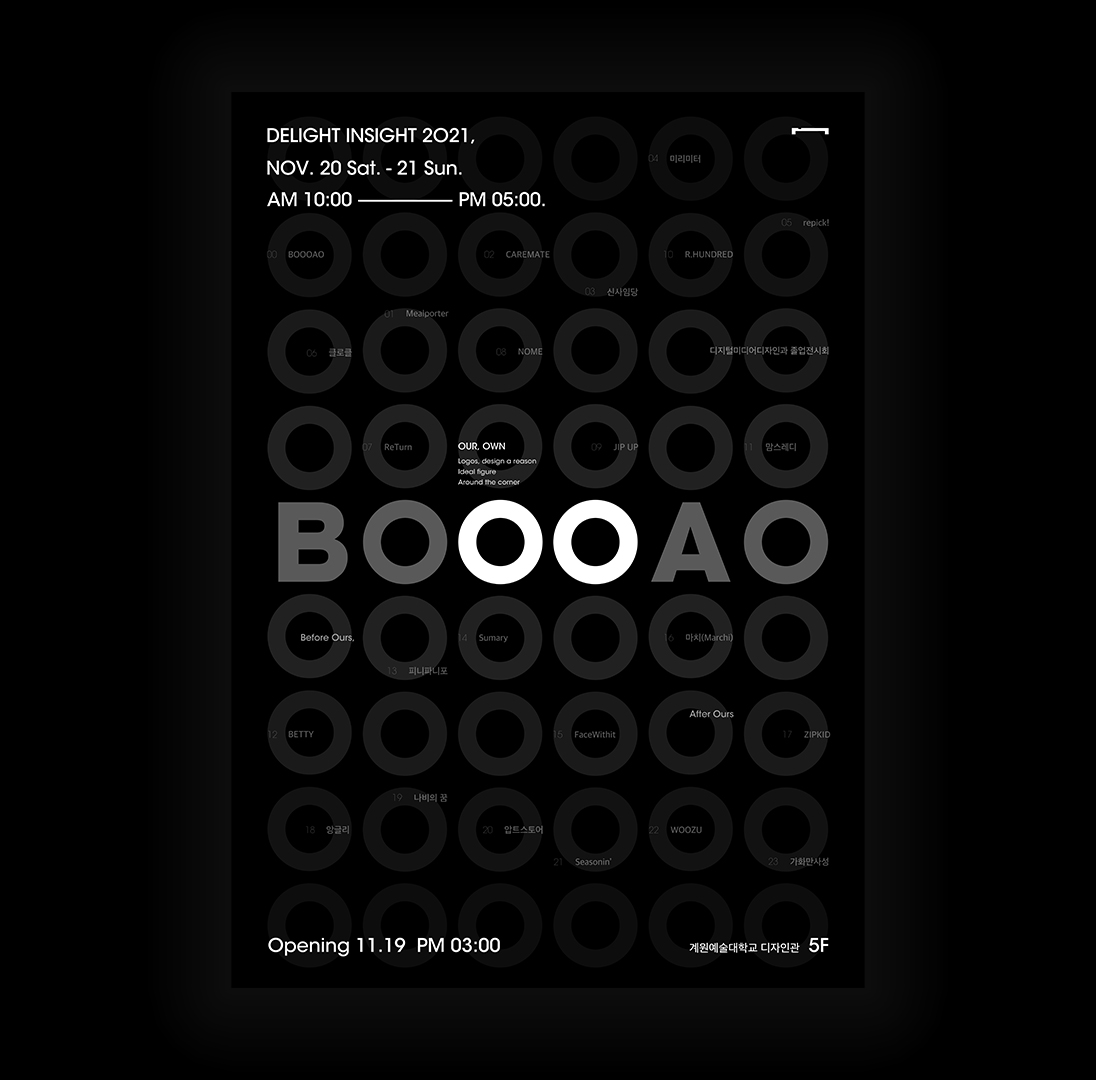 DELIGHT INSIGHT 2O21,
NOV. 20 Sat. - 21 Sun.
AM 10:00 PM 05:00.
04 미리미터
05 repick!
00 BOOOAO
02 CAREMATE
10 R.HUNDRED
03 신사임당
01 Mealporter
06 클로플
08 NOME
디지털미디어디자인과 졸업전시회
07 ReTurn
OUR, OWN
09 JIP UP
11 맘스레디
Logos, design a reason
Ideal figure
Around the corner
BOOOAO
Before Ours,
14 Sumary
16 마치(Marchi)
13 피니파니포
After Ours
12 BETTY
15 FaceWithit
17 ZIPKID
19 나비의 꿈
18 앙글리
20 압트스토어
22 WOOZU
21 Seasonin'
23 가화만사성
Opening 11.19 PM 03:00
계원예술대학교 디자인관 5F